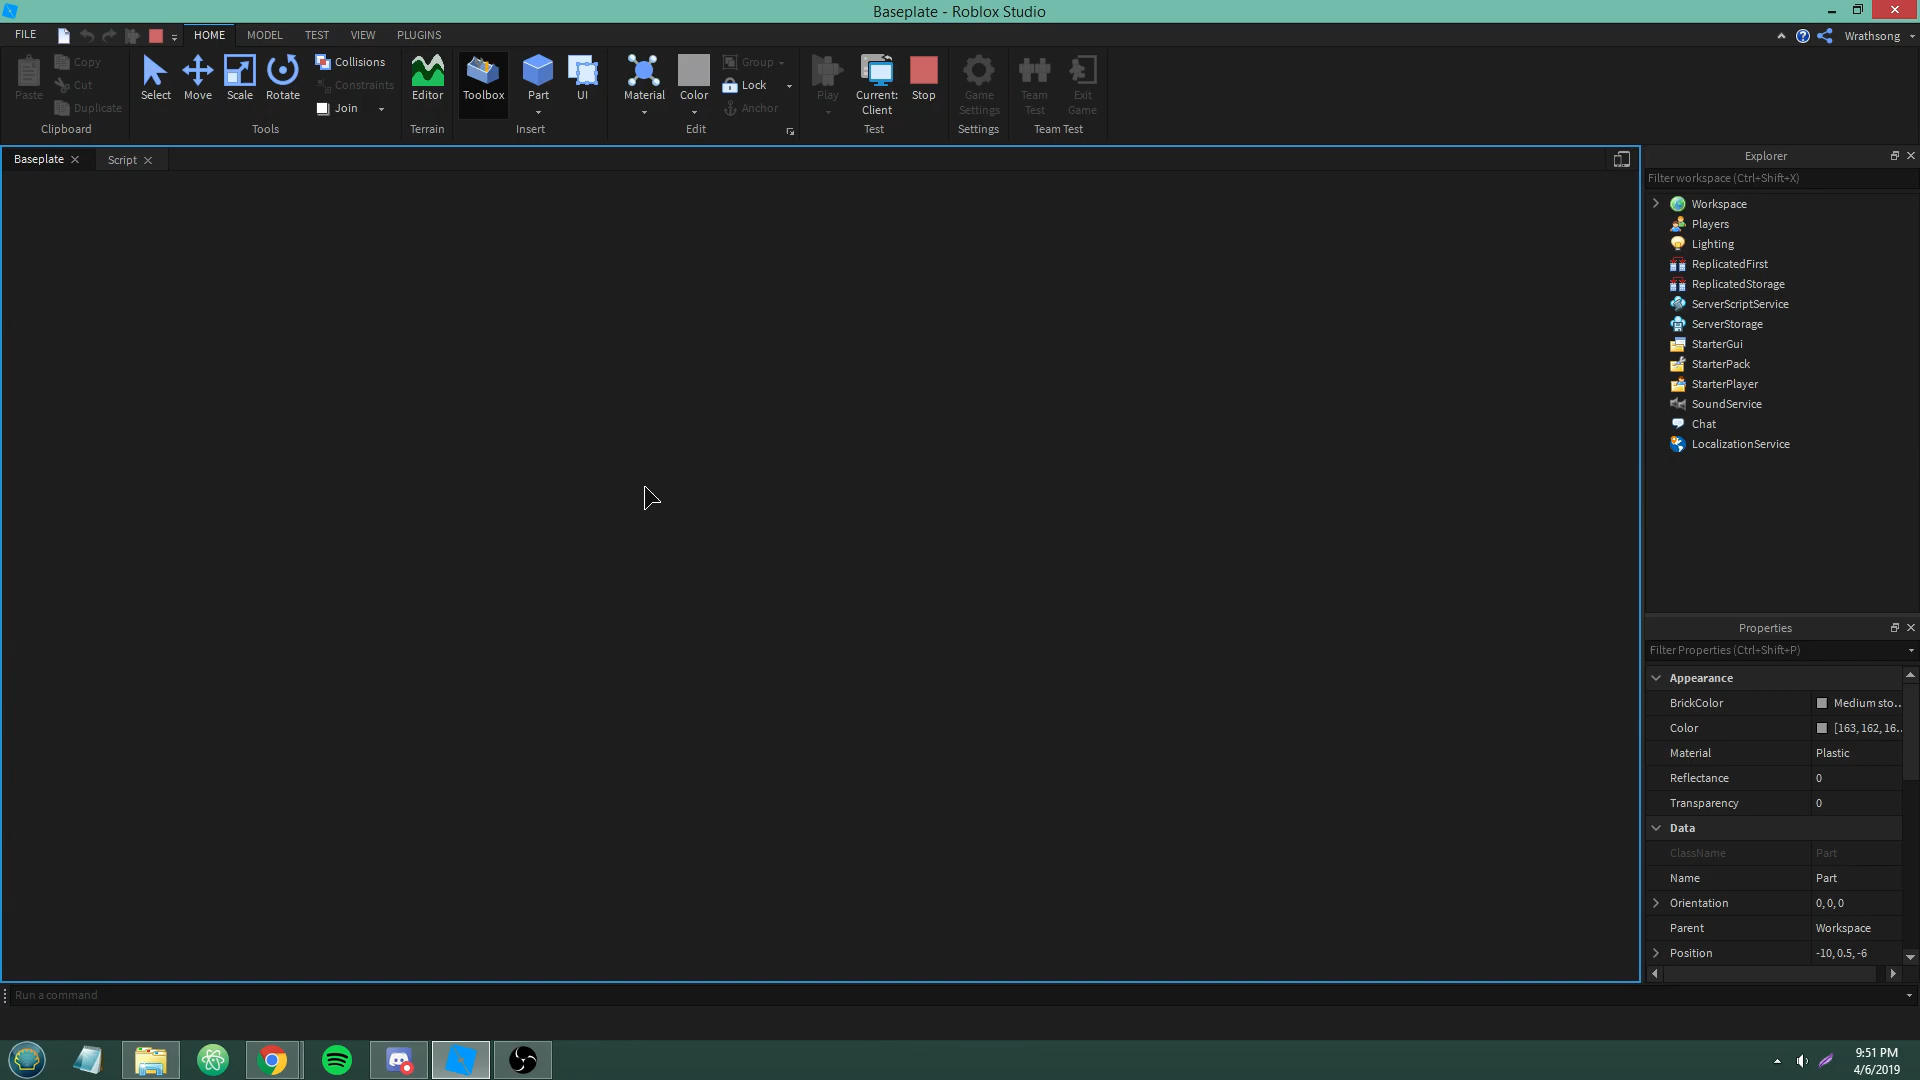 Baseplate - Roblox Studio
FILE HOME MODEL TEST VIEW PLUGINS
Wrathsong
Paste
Copy
Cut
Duplicate
Clipboard
Select Move Scale Rotate
Collisions
Constraints
Join
Tools
Editor
Terrain
Toolbox Part UI
Insert
Material Color
Group
Lock
Anchor
Edit
Play
Current:
Client
Stop
Test
Game
Settings
Settings
Team
Test
Exit
Game
Team Test
Baseplate
Script
Explorer
Filter workspace (Ctrl+Shift+X)
Workspace
Players
Lighting
ReplicatedFirst
ReplicatedStorage
ServerScriptService
ServerStorage
StarterGui
StarterPack
StarterPlayer
SoundService
Chat
LocalizationService
Properties
Filter Properties (Ctrl+Shift+P)
Appearance
BrickColor Medium sto...
Color [163, 162, 16...
Material Plastic
Reflectance 0
Transparency 0
Data
ClassName Part
Name Part
Orientation 0, 0, 0
Parent Workspace
Position -10, 0.5, -6
Run a command
9:51 PM
4/6/2019